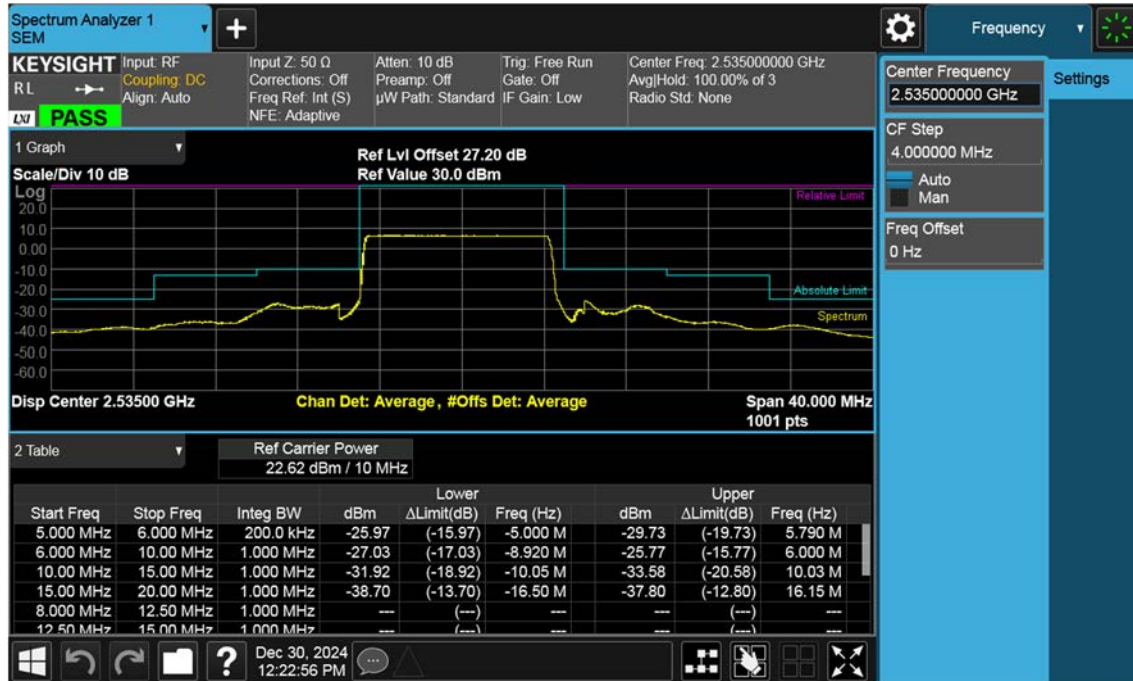 Spectrum Analyzer 1
SEM
Frequency
KEYSIGHT
RL
LXI
PASS
Input: RF
Coupling: DC
Align: Auto
Input Z: 50 Ω
Corrections: Off
Freq Ref: Int (S)
NFE: Adaptive
Atten: 10 dB
Preamp: Off
µW Path: Standard
Trig: Free Run
Gate: Off
IF Gain: Low
Center Freq: 2.535000000 GHz
Avg|Hold: 100.00% of 3
Radio Std: None
Center Frequency
2.535000000 GHz
Settings
CF Step
4.000000 MHz
Auto
Man
Freq Offset
0 Hz
1 Graph
Scale/Div 10 dB
Ref Lvl Offset 27.20 dB
Ref Value 30.0 dBm
Log
20.0
10.0
0.00
-10.0
-20.0
-30.0
-40.0
-50.0
-60.0
Relative Limit
Absolute Limit
Spectrum
Disp Center 2.53500 GHz
Chan Det: Average, #Offs Det: Average
Span 40.000 MHz
1001 pts
2 Table
Ref Carrier Power
22.62 dBm / 10 MHz
Lower Upper
Start Freq Stop Freq Integ BW dBm ΔLimit(dB) Freq (Hz) dBm ΔLimit(dB) Freq (Hz)
5.000 MHz 6.000 MHz 200.0 kHz -25.97 (-15.97) -5.000 M -29.73 (-19.73) 5.790 M
6.000 MHz 10.00 MHz 1.000 MHz -27.03 (-17.03) -8.920 M -25.77 (-15.77) 6.000 M
10.00 MHz 15.00 MHz 1.000 MHz -31.92 (-18.92) -10.05 M -33.58 (-20.58) 10.03 M
15.00 MHz 20.00 MHz 1.000 MHz -38.70 (-13.70) -16.50 M -37.80 (-12.80) 16.15 M
8.000 MHz 12.50 MHz 1.000 MHz --- (---) --- --- (---) ---
12.50 MHz 15.00 MHz 1.000 MHz --- (---) --- --- (---) ---
?
Dec 30, 2024
12:22:56 PM